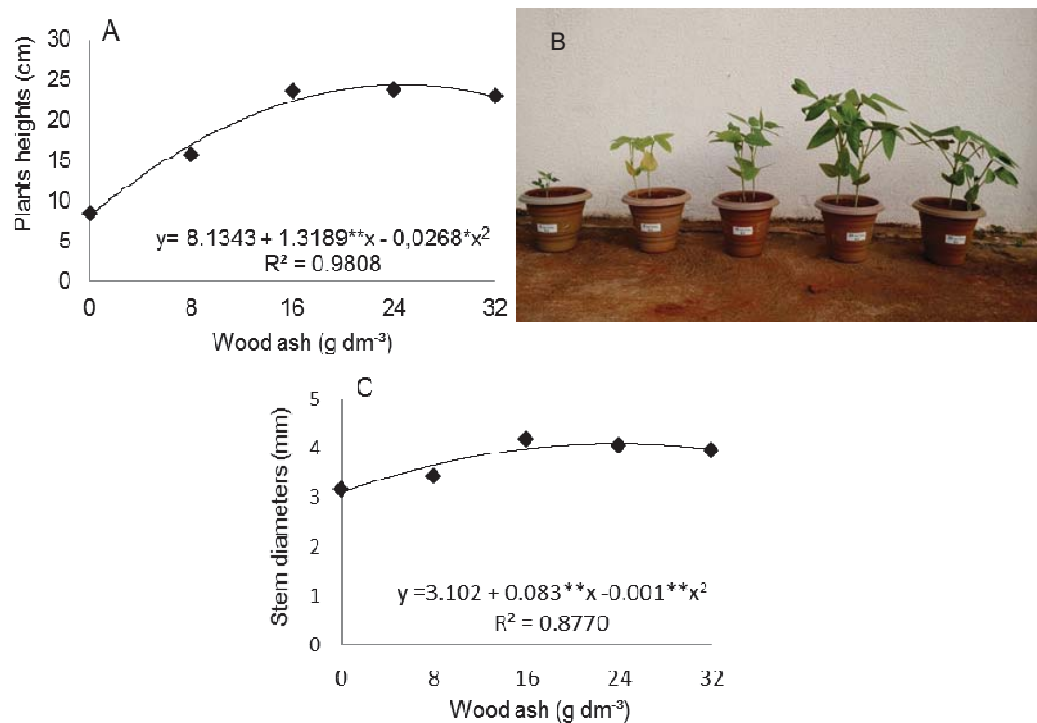 A
30
25
20
15
10
5
0
Plants heights (cm)
y= 8.1343 + 1.3189**x - 0,0268*x²
R² = 0.9808
0 8 16 24 32
Wood ash (g dm⁻³)
B
C
5
4
3
2
1
0
Stem diameters (mm)
y =3.102 + 0.083**x -0.001**x²
R² = 0.8770
0 8 16 24 32
Wood ash (g dm⁻³)